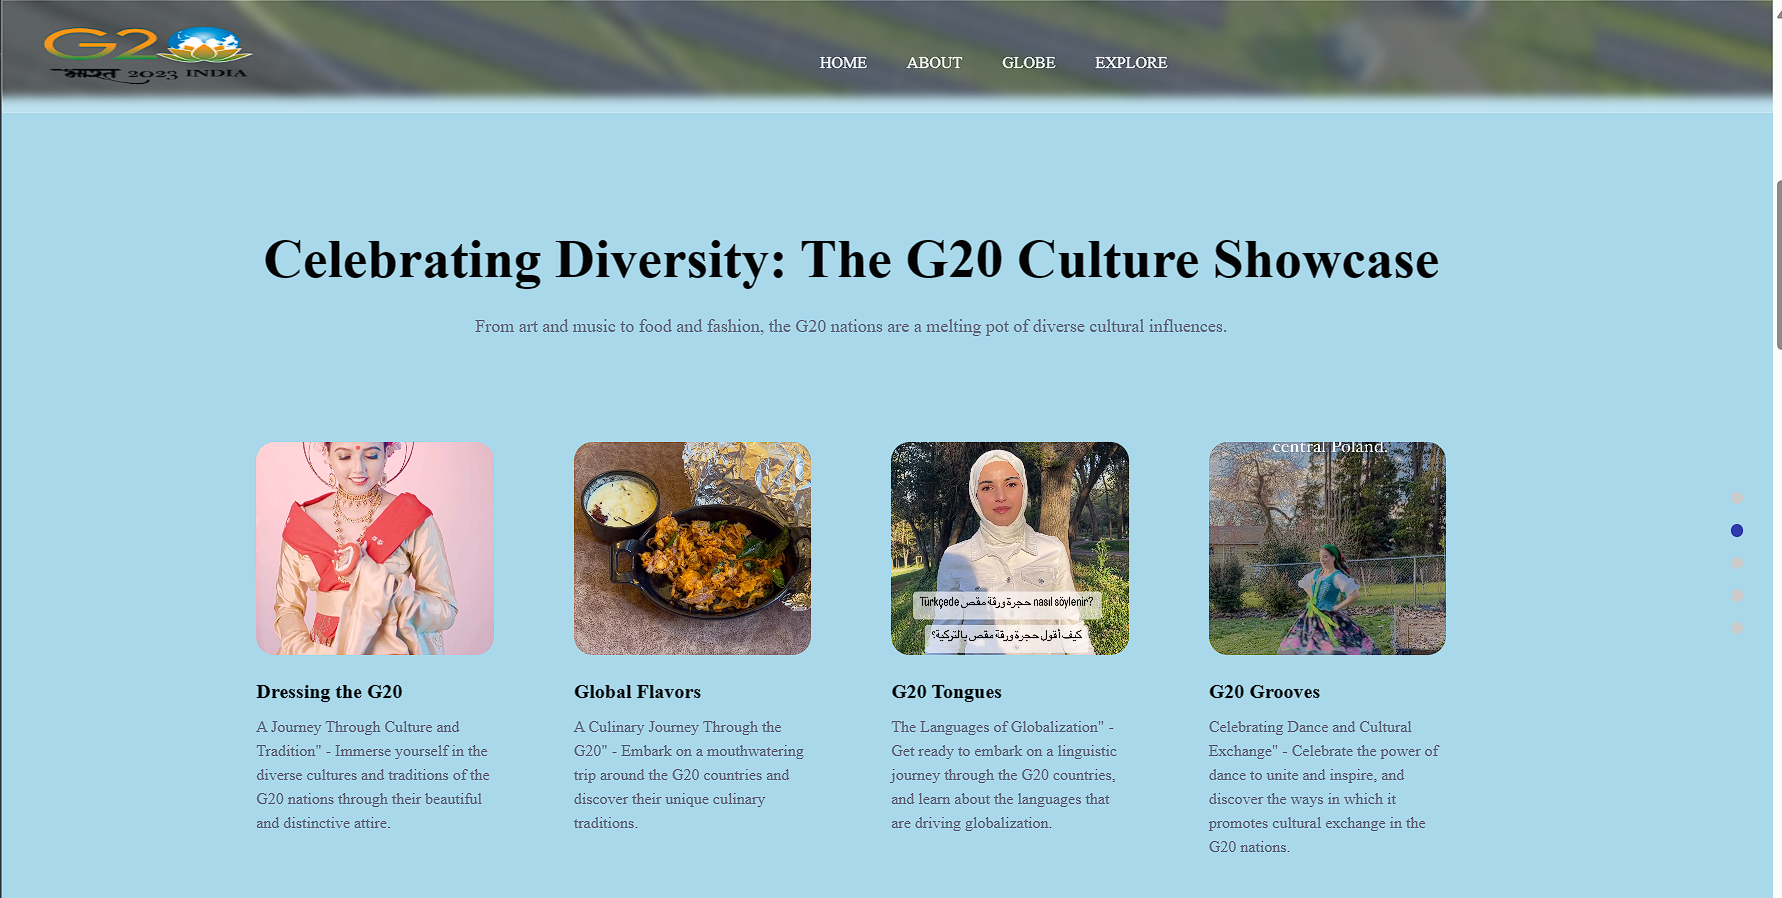 G20
भारत 2023 INDIA
HOME ABOUT GLOBE EXPLORE
Celebrating Diversity: The G20 Culture Showcase
From art and music to food and fashion, the G20 nations are a melting pot of diverse cultural influences.
central Poland.
Türkçede حجرة ورقة مقص nasıl söylenir?
كيف أقول حجرة ورقة مقص بالتركية؟
Dressing the G20
A Journey Through Culture and
Tradition" - Immerse yourself in the
diverse cultures and traditions of the
G20 nations through their beautiful
and distinctive attire.
Global Flavors
A Culinary Journey Through the
G20" - Embark on a mouthwatering
trip around the G20 countries and
discover their unique culinary
traditions.
G20 Tongues
The Languages of Globalization" -
Get ready to embark on a linguistic
journey through the G20 countries,
and learn about the languages that
are driving globalization.
G20 Grooves
Celebrating Dance and Cultural
Exchange" - Celebrate the power of
dance to unite and inspire, and
discover the ways in which it
promotes cultural exchange in the
G20 nations.